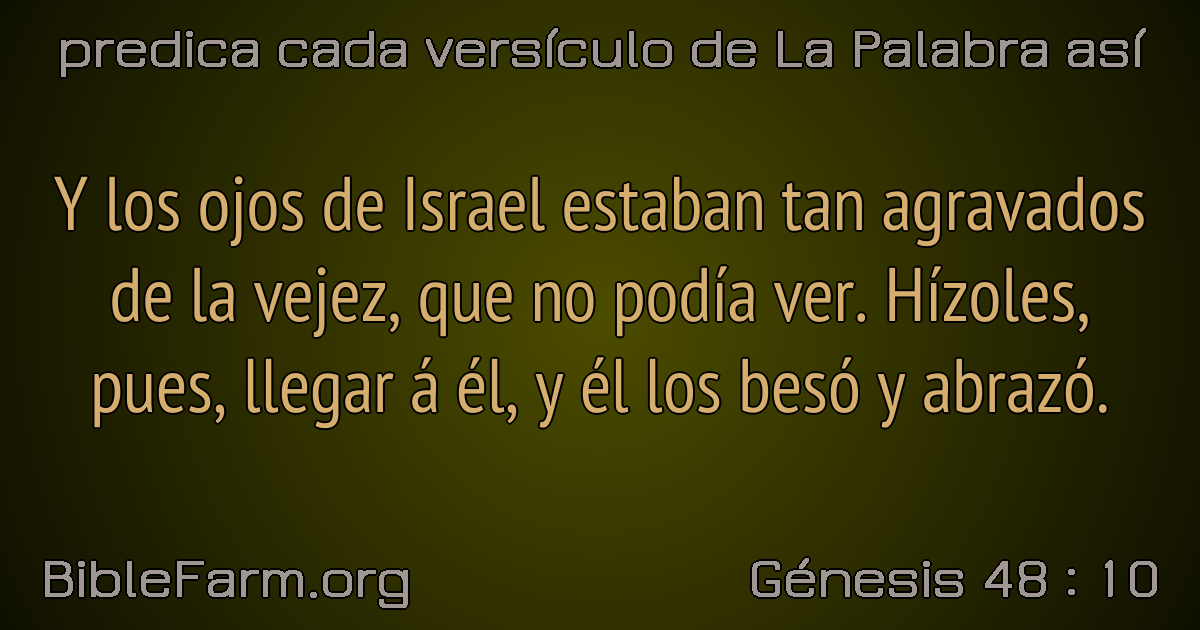 predica cada versículo de La Palabra así
Y los ojos de Israel estaban tan agravados
de la vejez, que no podía ver. Hízoles,
pues, llegar á él, y él los besó y abrazó.
BibleFarm.org
Génesis 48 : 10